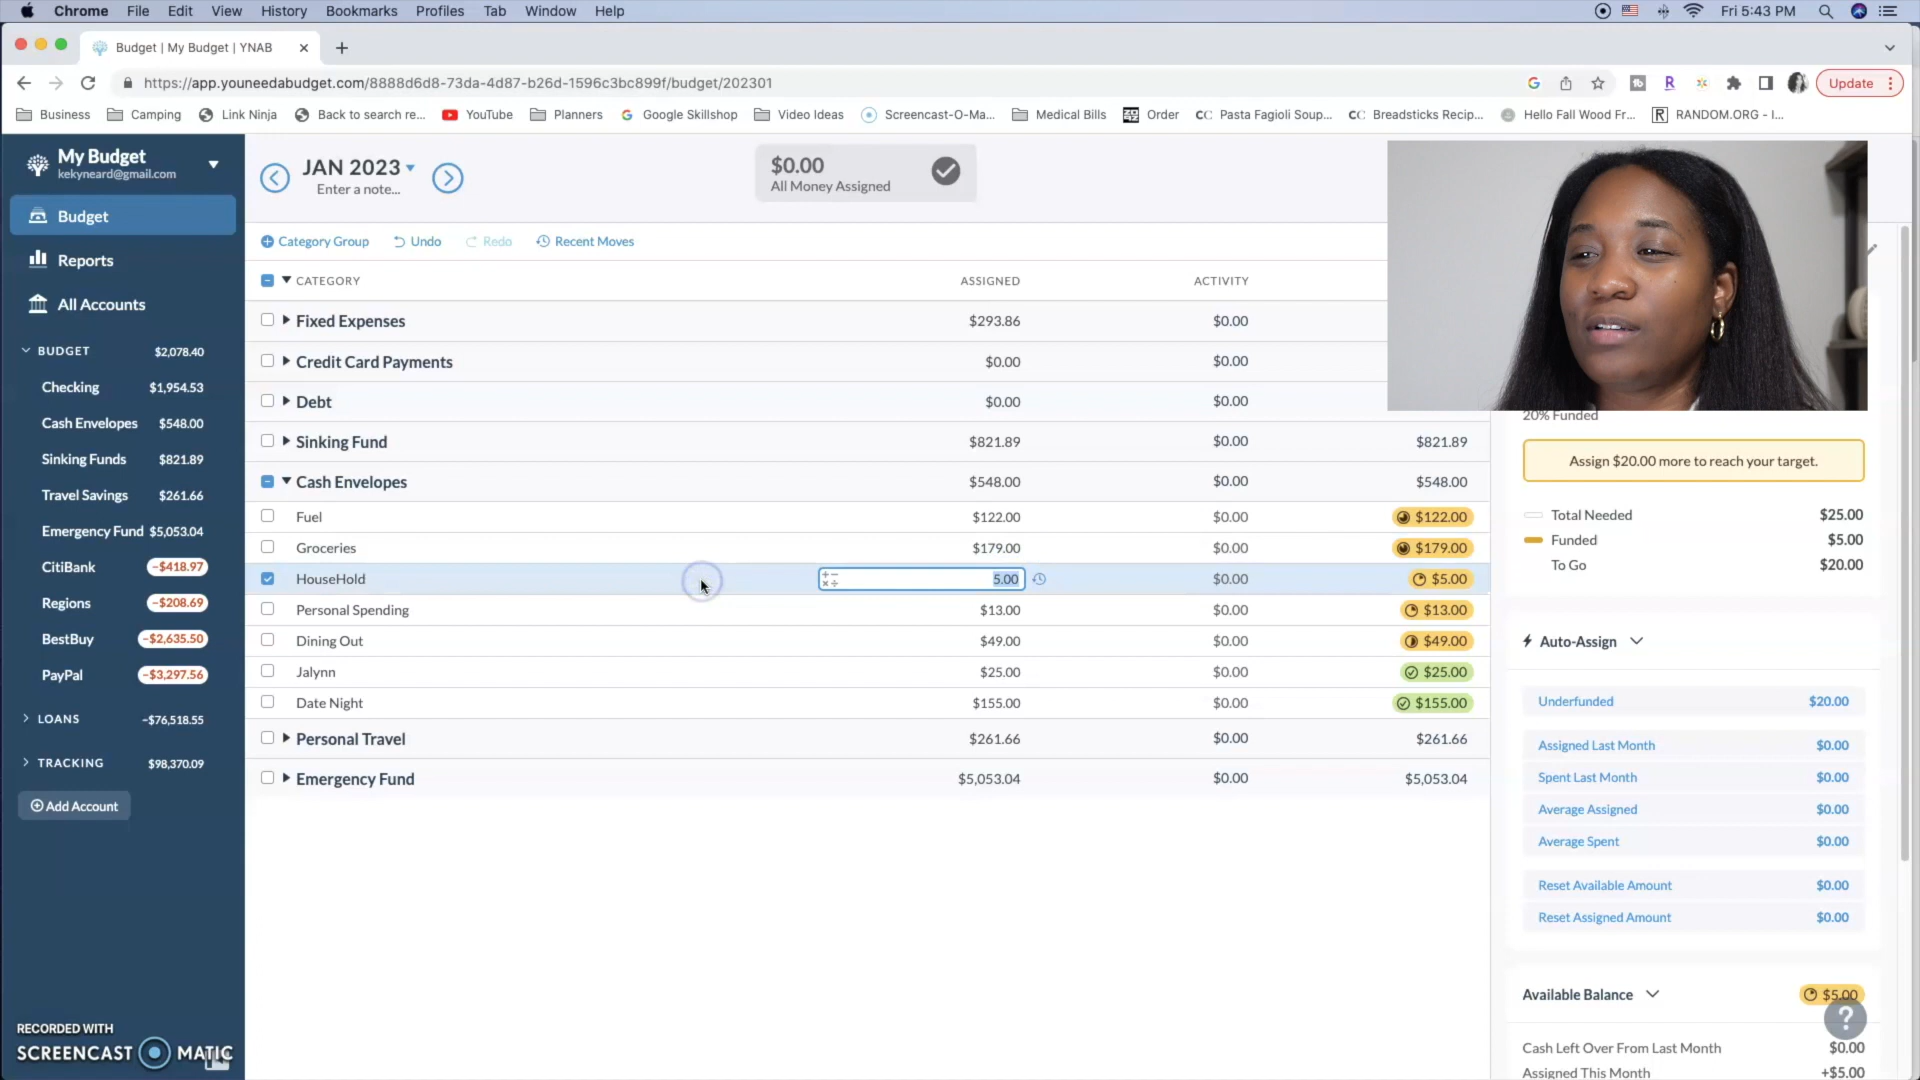 Chrome File Edit View History Bookmarks Profiles Tab Window Help Fri 5:43 PM
Budget | My Budget | YNAB
https://app.youneedabudget.com/8888d6d8-73da-4d87-b26d-1596c3bc899f/budget/202301 Update
Business Camping Link Ninja Back to search re... YouTube Planners Google Skillshop Video Ideas Screencast-O-Ma... Medical Bills Order CC Pasta Fagioli Soup... CC Breadsticks Recip... Hello Fall Wood Fr... RANDOM.ORG - I...
My Budget
kekyneard@gmail.com
Budget
Reports
All Accounts
BUDGET $2,078.40
Checking $1,954.53
Cash Envelopes $548.00
Sinking Funds $821.89
Travel Savings $261.66
Emergency Fund $5,053.04
CitiBank -$418.97
Regions -$208.69
BestBuy -$2,635.50
PayPal -$3,297.56
LOANS -$76,518.55
TRACKING $98,370.09
Add Account
RECORDED WITH
SCREENCAST MATIC
JAN 2023
Enter a note...
$0.00
All Money Assigned
Category Group Undo Redo Recent Moves
CATEGORY ASSIGNED ACTIVITY
Fixed Expenses $293.86 $0.00
Credit Card Payments $0.00 $0.00
Debt $0.00 $0.00
Sinking Fund $821.89 $0.00 $821.89
Cash Envelopes $548.00 $0.00 $548.00
Fuel $122.00 $0.00 $122.00
Groceries $179.00 $0.00 $179.00
HouseHold 5.00 $0.00 $5.00
Personal Spending $13.00 $0.00 $13.00
Dining Out $49.00 $0.00 $49.00
Jalynn $25.00 $0.00 $25.00
Date Night $155.00 $0.00 $155.00
Personal Travel $261.66 $0.00 $261.66
Emergency Fund $5,053.04 $0.00 $5,053.04
20% Funded
Assign $20.00 more to reach your target.
Total Needed $25.00
Funded $5.00
To Go $20.00
Auto-Assign
Underfunded $20.00
Assigned Last Month $0.00
Spent Last Month $0.00
Average Assigned $0.00
Average Spent $0.00
Reset Available Amount $0.00
Reset Assigned Amount $0.00
Available Balance $5.00
?
Cash Left Over From Last Month $0.00
Assigned This Month +$5.00